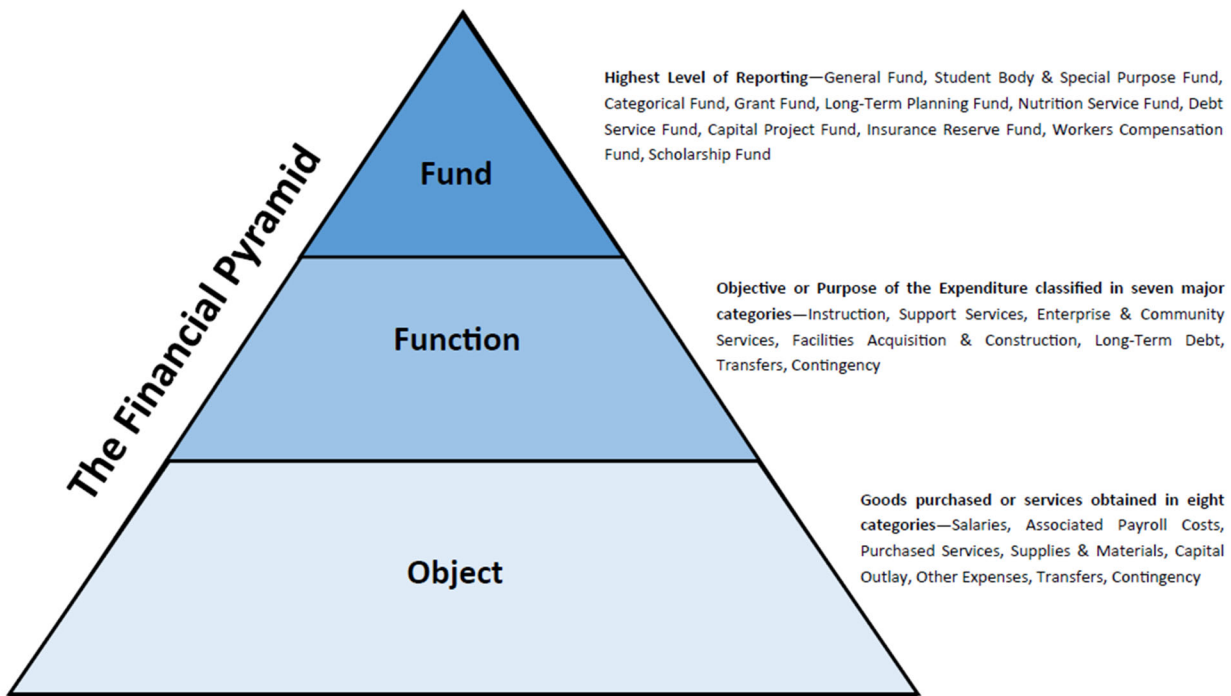 The Financial Pyramid
Fund
Highest Level of Reporting—General Fund, Student Body & Special Purpose Fund,
Categorical Fund, Grant Fund, Long-Term Planning Fund, Nutrition Service Fund, Debt
Service Fund, Capital Project Fund, Insurance Reserve Fund, Workers Compensation
Fund, Scholarship Fund
Function
Objective or Purpose of the Expenditure classified in seven major
categories—Instruction, Support Services, Enterprise & Community
Services, Facilities Acquisition & Construction, Long-Term Debt,
Transfers, Contingency
Object
Goods purchased or services obtained in eight
categories—Salaries, Associated Payroll Costs,
Purchased Services, Supplies & Materials, Capital
Outlay, Other Expenses, Transfers, Contingency